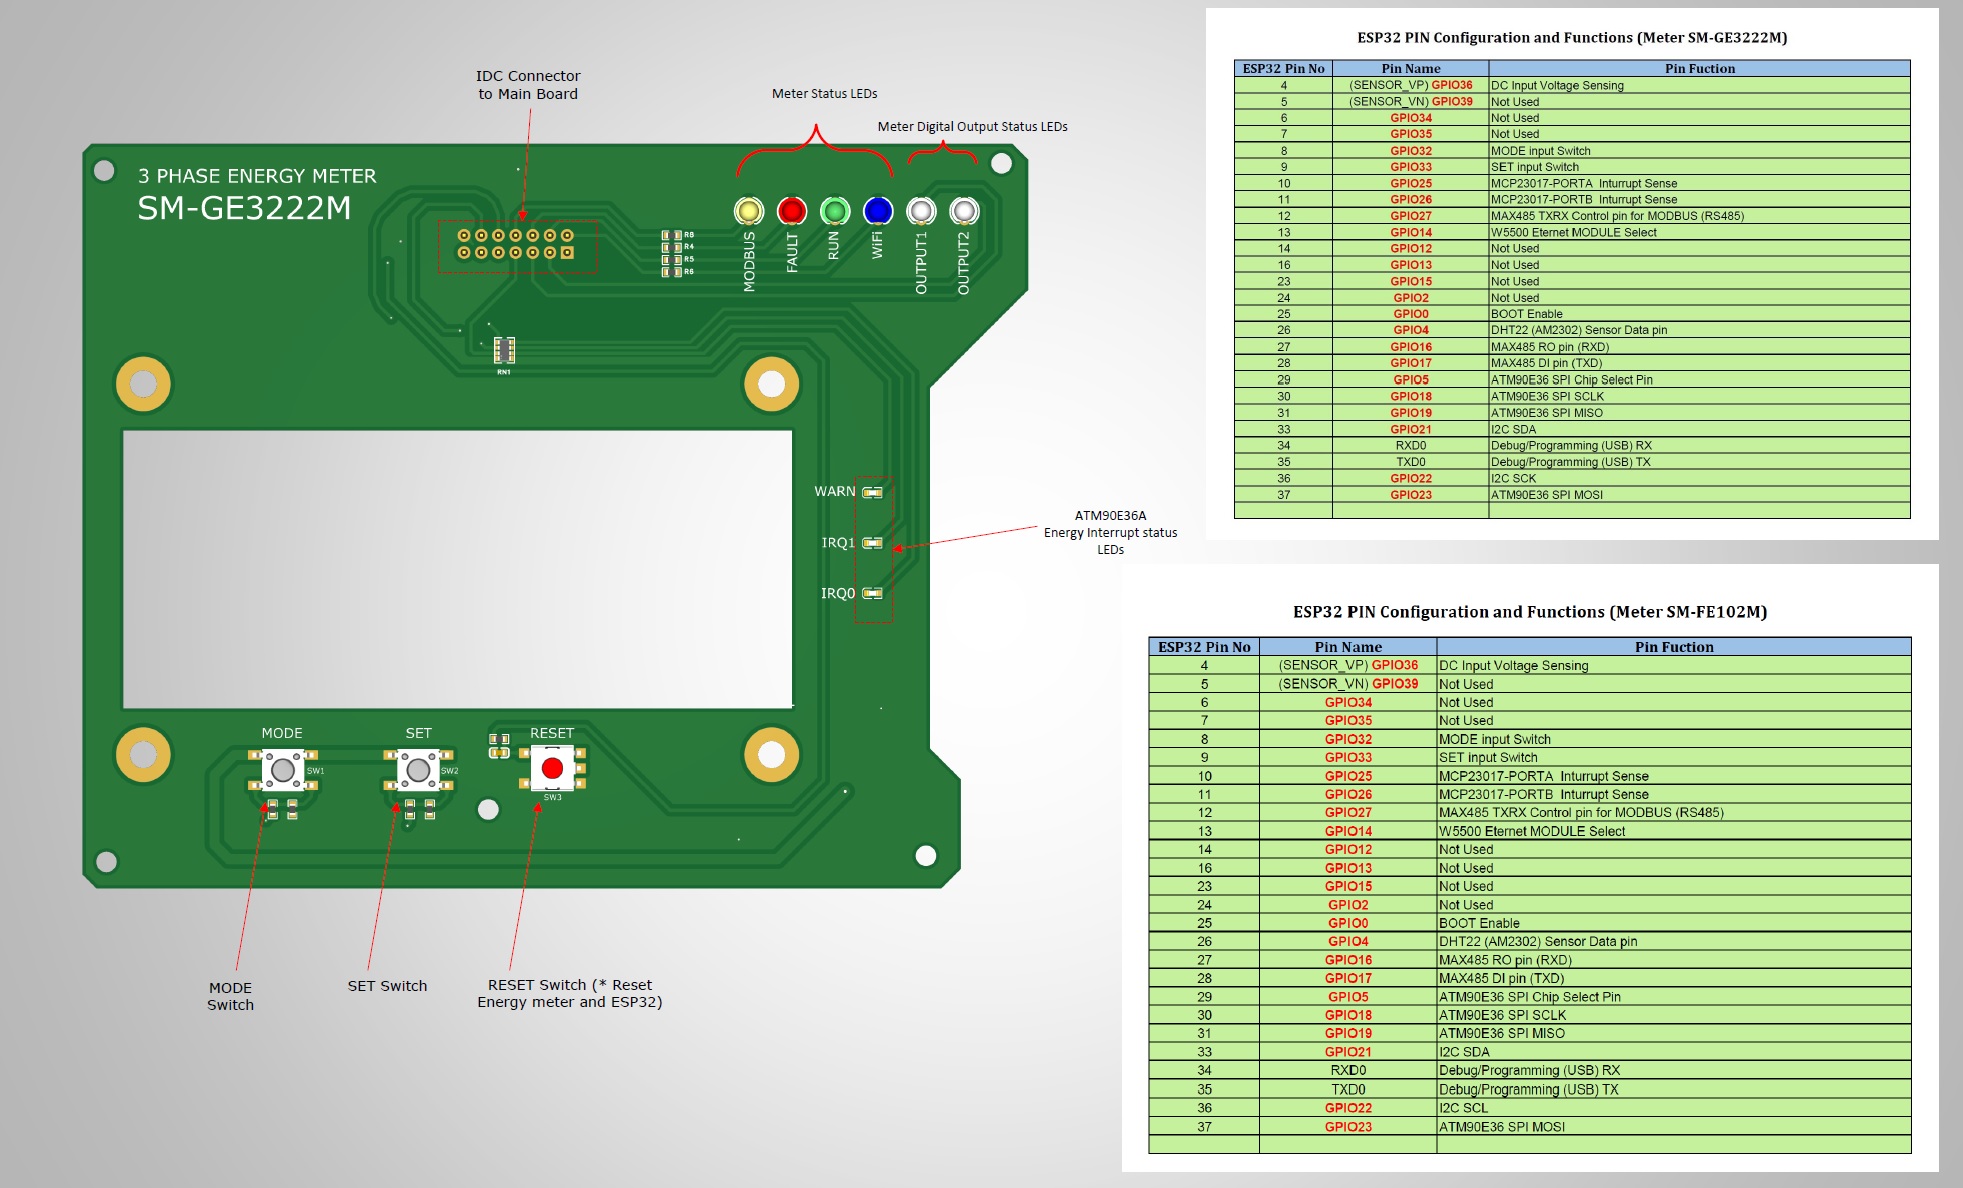 IDC Connector
to Main Board
Meter Status LEDs
Meter Digital Output Status LEDs
3 PHASE ENERGY METER
SM-GE3222M
R8
R4
R5
R6
MODBUS
FAULT
RUN
WiFi
OUTPUT1
OUTPUT2
RN1
WARN
IRQ1
IRQ0
ATM90E36A
Energy Interrupt status
LEDs
MODE
SET
RESET
SW1
SW2
SW3
MODE
Switch
SET Switch
RESET Switch (* Reset
Energy meter and ESP32)
ESP32 PIN Configuration and Functions (Meter SM-GE3222M)
ESP32 Pin No Pin Name Pin Fuction
4 (SENSOR_VP) GPIO36 DC Input Voltage Sensing
5 (SENSOR_VN) GPIO39 Not Used
6 GPIO34 Not Used
7 GPIO35 Not Used
8 GPIO32 MODE input Switch
9 GPIO33 SET input Switch
10 GPIO25 MCP23017-PORTA Inturrupt Sense
11 GPIO26 MCP23017-PORTB Inturrupt Sense
12 GPIO27 MAX485 TXRX Control pin for MODBUS (RS485)
13 GPIO14 W5500 Eternet MODULE Select
14 GPIO12 Not Used
16 GPIO13 Not Used
23 GPIO15 Not Used
24 GPIO2 Not Used
25 GPIO0 BOOT Enable
26 GPIO4 DHT22 (AM2302) Sensor Data pin
27 GPIO16 MAX485 RO pin (RXD)
28 GPIO17 MAX485 DI pin (TXD)
29 GPIO5 ATM90E36 SPI Chip Select Pin
30 GPIO18 ATM90E36 SPI SCLK
31 GPIO19 ATM90E36 SPI MISO
33 GPIO21 I2C SDA
34 RXD0 Debug/Programming (USB) RX
35 TXD0 Debug/Programming (USB) TX
36 GPIO22 I2C SCK
37 GPIO23 ATM90E36 SPI MOSI
ESP32 PIN Configuration and Functions (Meter SM-FE102M)
ESP32 Pin No Pin Name Pin Fuction
4 (SENSOR_VP) GPIO36 DC Input Voltage Sensing
5 (SENSOR_VN) GPIO39 Not Used
6 GPIO34 Not Used
7 GPIO35 Not Used
8 GPIO32 MODE input Switch
9 GPIO33 SET input Switch
10 GPIO25 MCP23017-PORTA Inturrupt Sense
11 GPIO26 MCP23017-PORTB Inturrupt Sense
12 GPIO27 MAX485 TXRX Control pin for MODBUS (RS485)
13 GPIO14 W5500 Eternet MODULE Select
14 GPIO12 Not Used
16 GPIO13 Not Used
23 GPIO15 Not Used
24 GPIO2 Not Used
25 GPIO0 BOOT Enable
26 GPIO4 DHT22 (AM2302) Sensor Data pin
27 GPIO16 MAX485 RO pin (RXD)
28 GPIO17 MAX485 DI pin (TXD)
29 GPIO5 ATM90E36 SPI Chip Select Pin
30 GPIO18 ATM90E36 SPI SCLK
31 GPIO19 ATM90E36 SPI MISO
33 GPIO21 I2C SDA
34 RXD0 Debug/Programming (USB) RX
35 TXD0 Debug/Programming (USB) TX
36 GPIO22 I2C SCL
37 GPIO23 ATM90E36 SPI MOSI